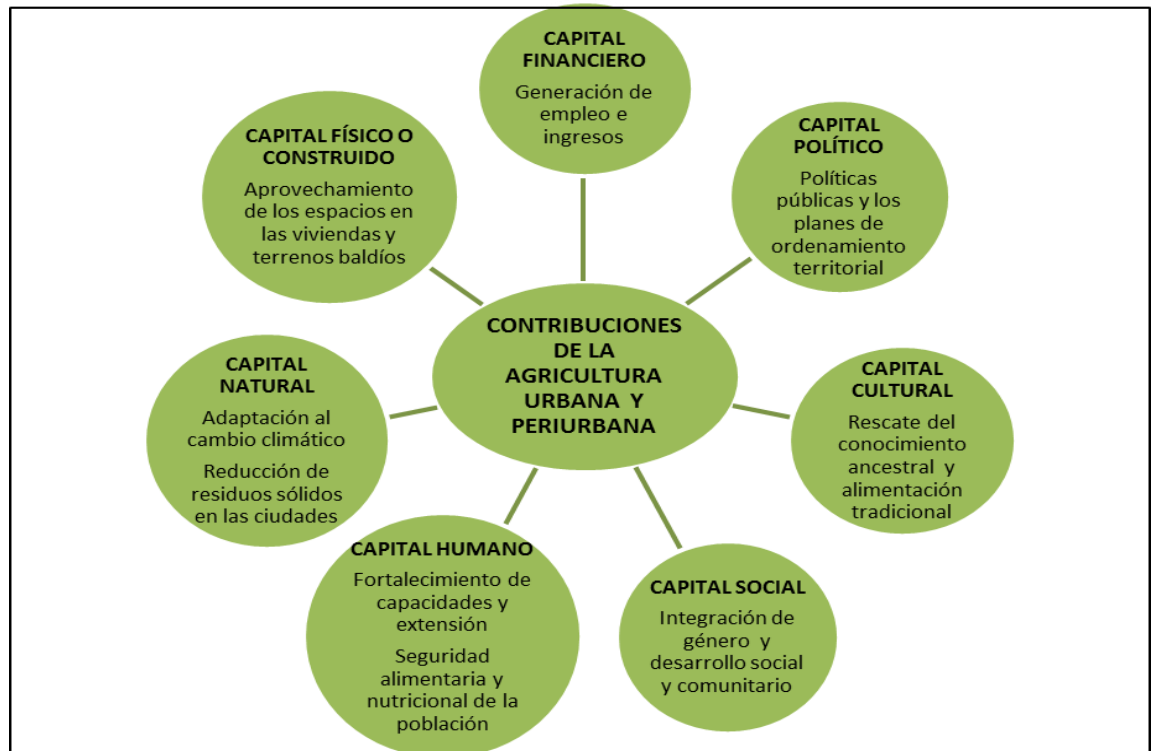 CAPITAL
FINANCIERO
Generación de
empleo e
ingresos
CAPITAL
POLÍTICO
Políticas
públicas y los
planes de
ordenamiento
territorial
CAPITAL
CULTURAL
Rescate del
conocimiento
ancestral y
alimentación
tradicional
CAPITAL SOCIAL
Integración de
género y
desarrollo social
y comunitario
CAPITAL HUMANO
Fortalecimiento de
capacidades y
extensión
Seguridad
alimentaria y
nutricional de la
población
CAPITAL
NATURAL
Adaptación al
cambio climático
Reducción de
residuos sólidos
en las ciudades
CAPITAL FÍSICO O
CONSTRUIDO
Aprovechamiento
de los espacios en
las viviendas y
terrenos baldíos
CONTRIBUCIONES
DE LA
AGRICULTURA
URBANA Y
PERIURBANA